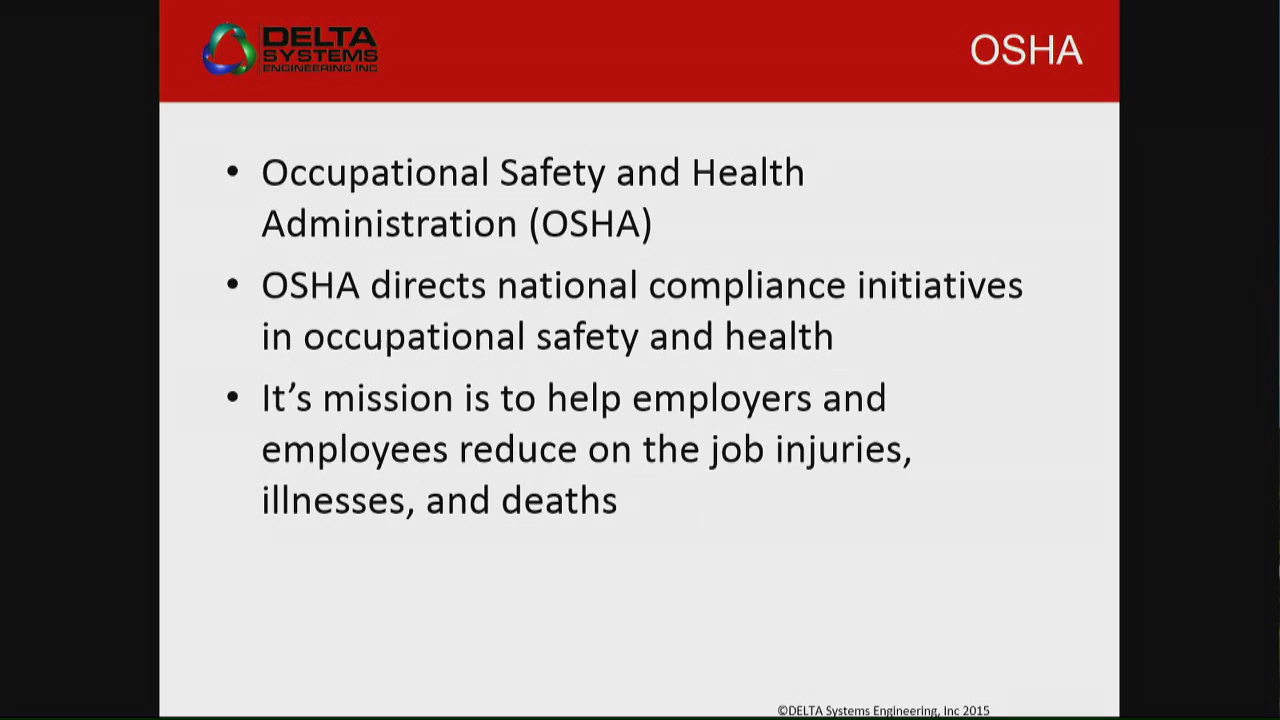 DELTA
SYSTEMS
ENGINEERING INC
OSHA
• Occupational Safety and Health
Administration (OSHA)
• OSHA directs national compliance initiatives
in occupational safety and health
• It’s mission is to help employers and
employees reduce on the job injuries,
illnesses, and deaths
©DELTA Systems Engineering, Inc 2015